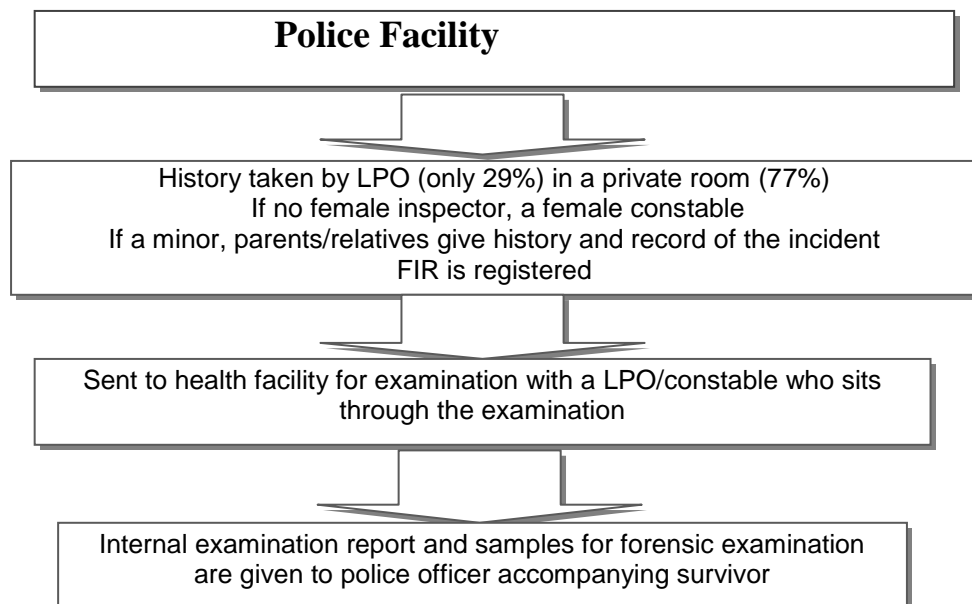 Police Facility
History taken by LPO (only 29%) in a private room (77%)
If no female inspector, a female constable
If a minor, parents/relatives give history and record of the incident
FIR is registered
Sent to health facility for examination with a LPO/constable who sits
through the examination
Internal examination report and samples for forensic examination
are given to police officer accompanying survivor